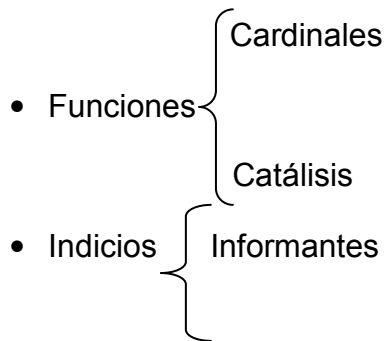 Cardinales
• Funciones
Catálisis
• Indicios Informantes